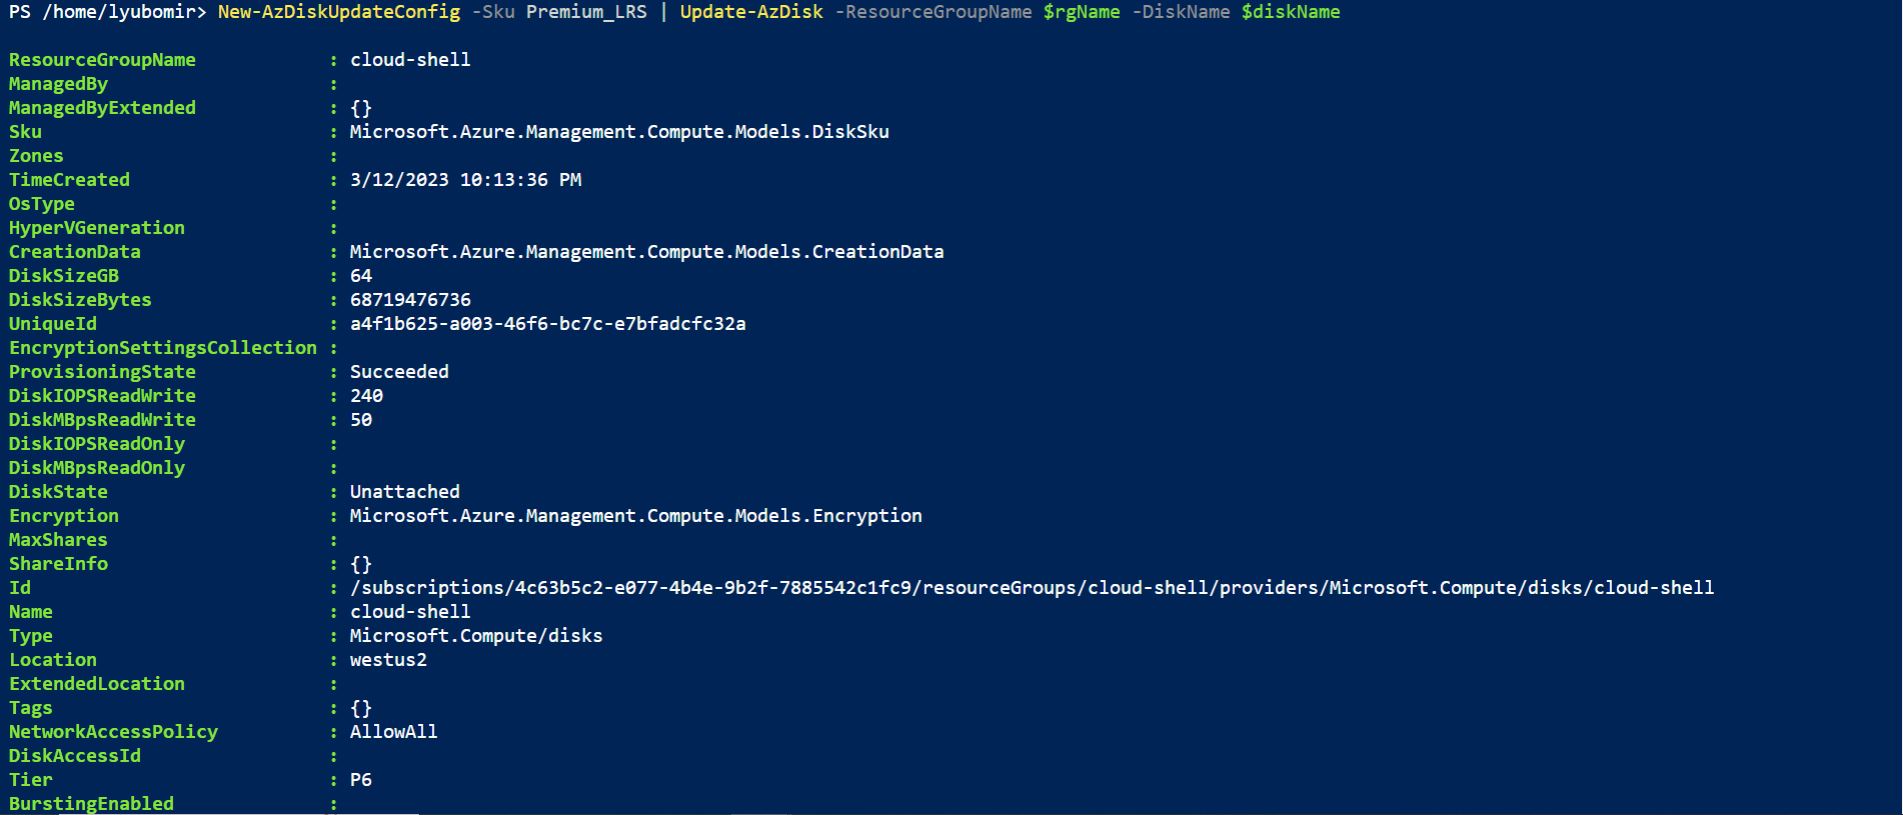 PS /home/lyubomir> New-AzDiskUpdateConfig -Sku Premium_LRS | Update-AzDisk -ResourceGroupName $rgName -DiskName $diskName
ResourceGroupName : cloud-shell
ManagedBy :
ManagedByExtended : {}
Sku : Microsoft.Azure.Management.Compute.Models.DiskSku
Zones :
TimeCreated : 3/12/2023 10:13:36 PM
OsType :
HyperVGeneration :
CreationData : Microsoft.Azure.Management.Compute.Models.CreationData
DiskSizeGB : 64
DiskSizeBytes : 68719476736
UniqueId : a4f1b625-a003-46f6-bc7c-e7bfadcfc32a
EncryptionSettingsCollection :
ProvisioningState : Succeeded
DiskIOPSReadWrite : 240
DiskMBpsReadWrite : 50
DiskIOPSReadOnly :
DiskMBpsReadOnly :
DiskState : Unattached
Encryption : Microsoft.Azure.Management.Compute.Models.Encryption
MaxShares :
ShareInfo : {}
Id : /subscriptions/4c63b5c2-e077-4b4e-9b2f-7885542c1fc9/resourceGroups/cloud-shell/providers/Microsoft.Compute/disks/cloud-shell
Name : cloud-shell
Type : Microsoft.Compute/disks
Location : westus2
ExtendedLocation :
Tags : {}
NetworkAccessPolicy : AllowAll
DiskAccessId :
Tier : P6
BurstingEnabled :